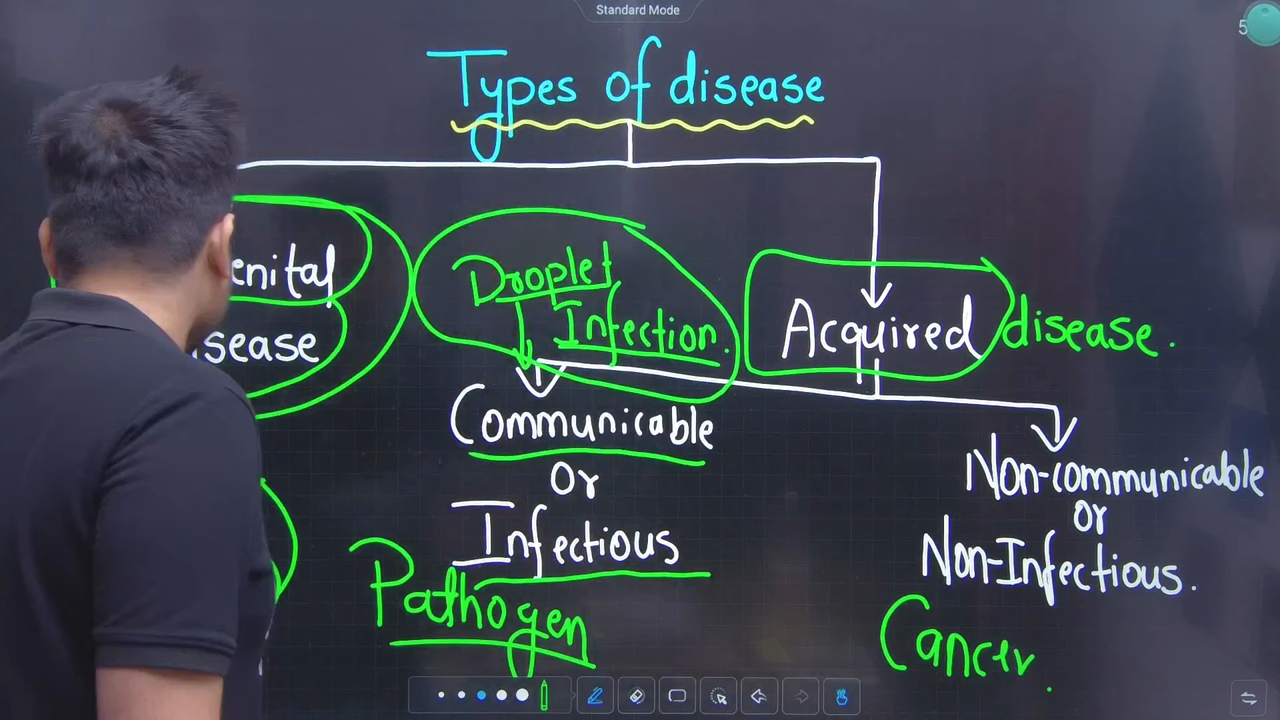 Standard Mode
5
Types of disease
enital
isease
Droplet
Infection.
Acquired disease.
Communicable
or
Infectious
Pathogen
Non-communicable
or
Non-Infectious.
Cancer.